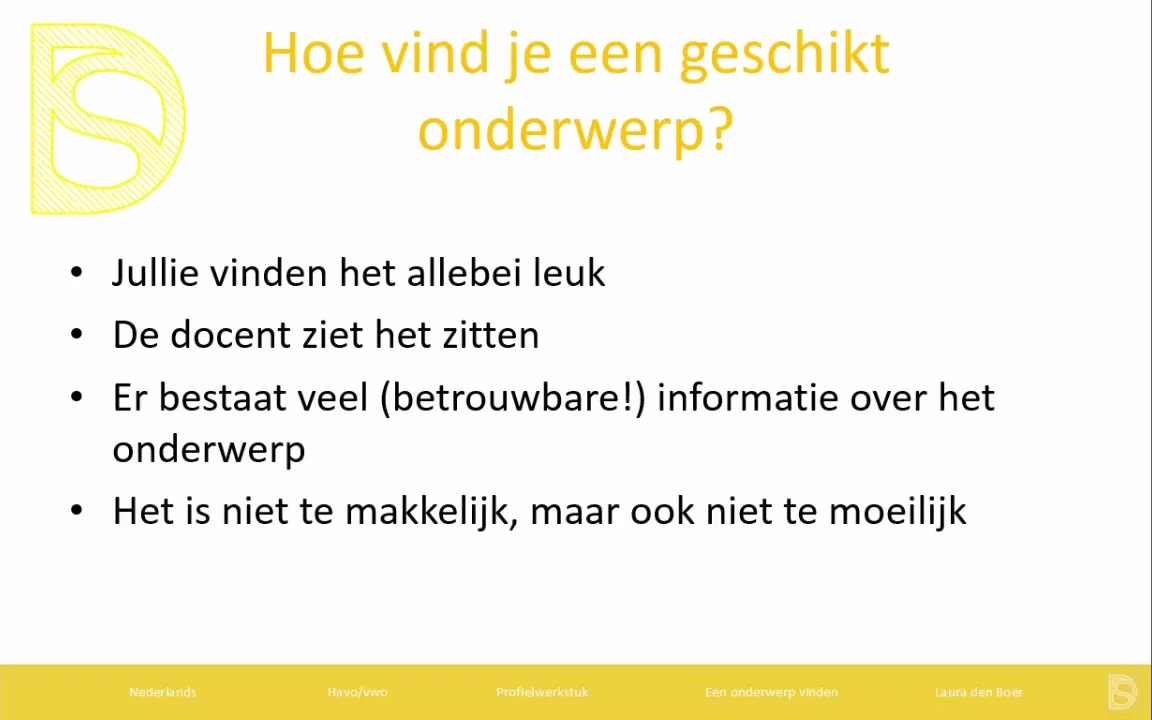 Hoe vind je een geschikt
onderwerp?
• Jullie vinden het allebei leuk
• De docent ziet het zitten
• Er bestaat veel (betrouwbare!) informatie over het
onderwerp
• Het is niet te makkelijk, maar ook niet te moeilijk
Nederlands Havo/vwo Profielwerkstuk Een onderwerp vinden Laura den Boer